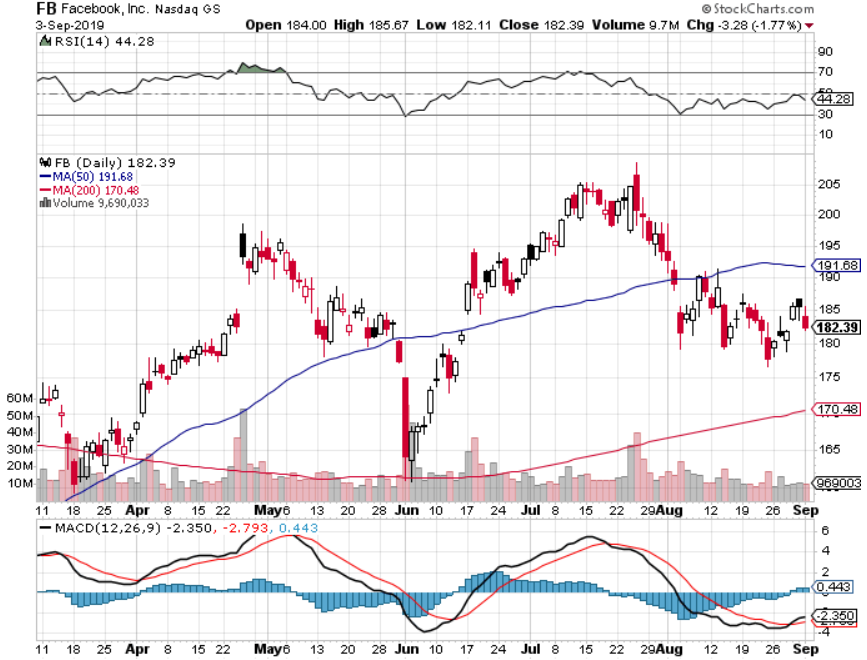 FB Facebook, Inc. Nasdaq GS © StockCharts.com
3-Sep-2019 Open 184.00 High 185.67 Low 182.11 Close 182.39 Volume 9.7M Chg -3.28 (-1.77%)
RSI(14) 44.28
90
70
50
44.28
30
10
FB (Daily) 182.39
MA(50) 191.68
MA(200) 170.48
Volume 9,690,033
205
200
195
191.68
190
185
182.39
180
175
170.48
165
969003
60M
50M
40M
30M
20M
10M
11 18 25 Apr 8 15 22 May 6 13 20 28 Jun 10 17 24 Jul 8 15 22 29 Aug 12 19 26 Sep
MACD(12,26,9) -2.350, -2.793, 0.443
6
4
2
0.443
-2.350
-4
11 18 25 Apr 8 15 22 May 6 13 20 28 Jun 10 17 24 Jul 8 15 22 29 Aug 12 19 26 Sep